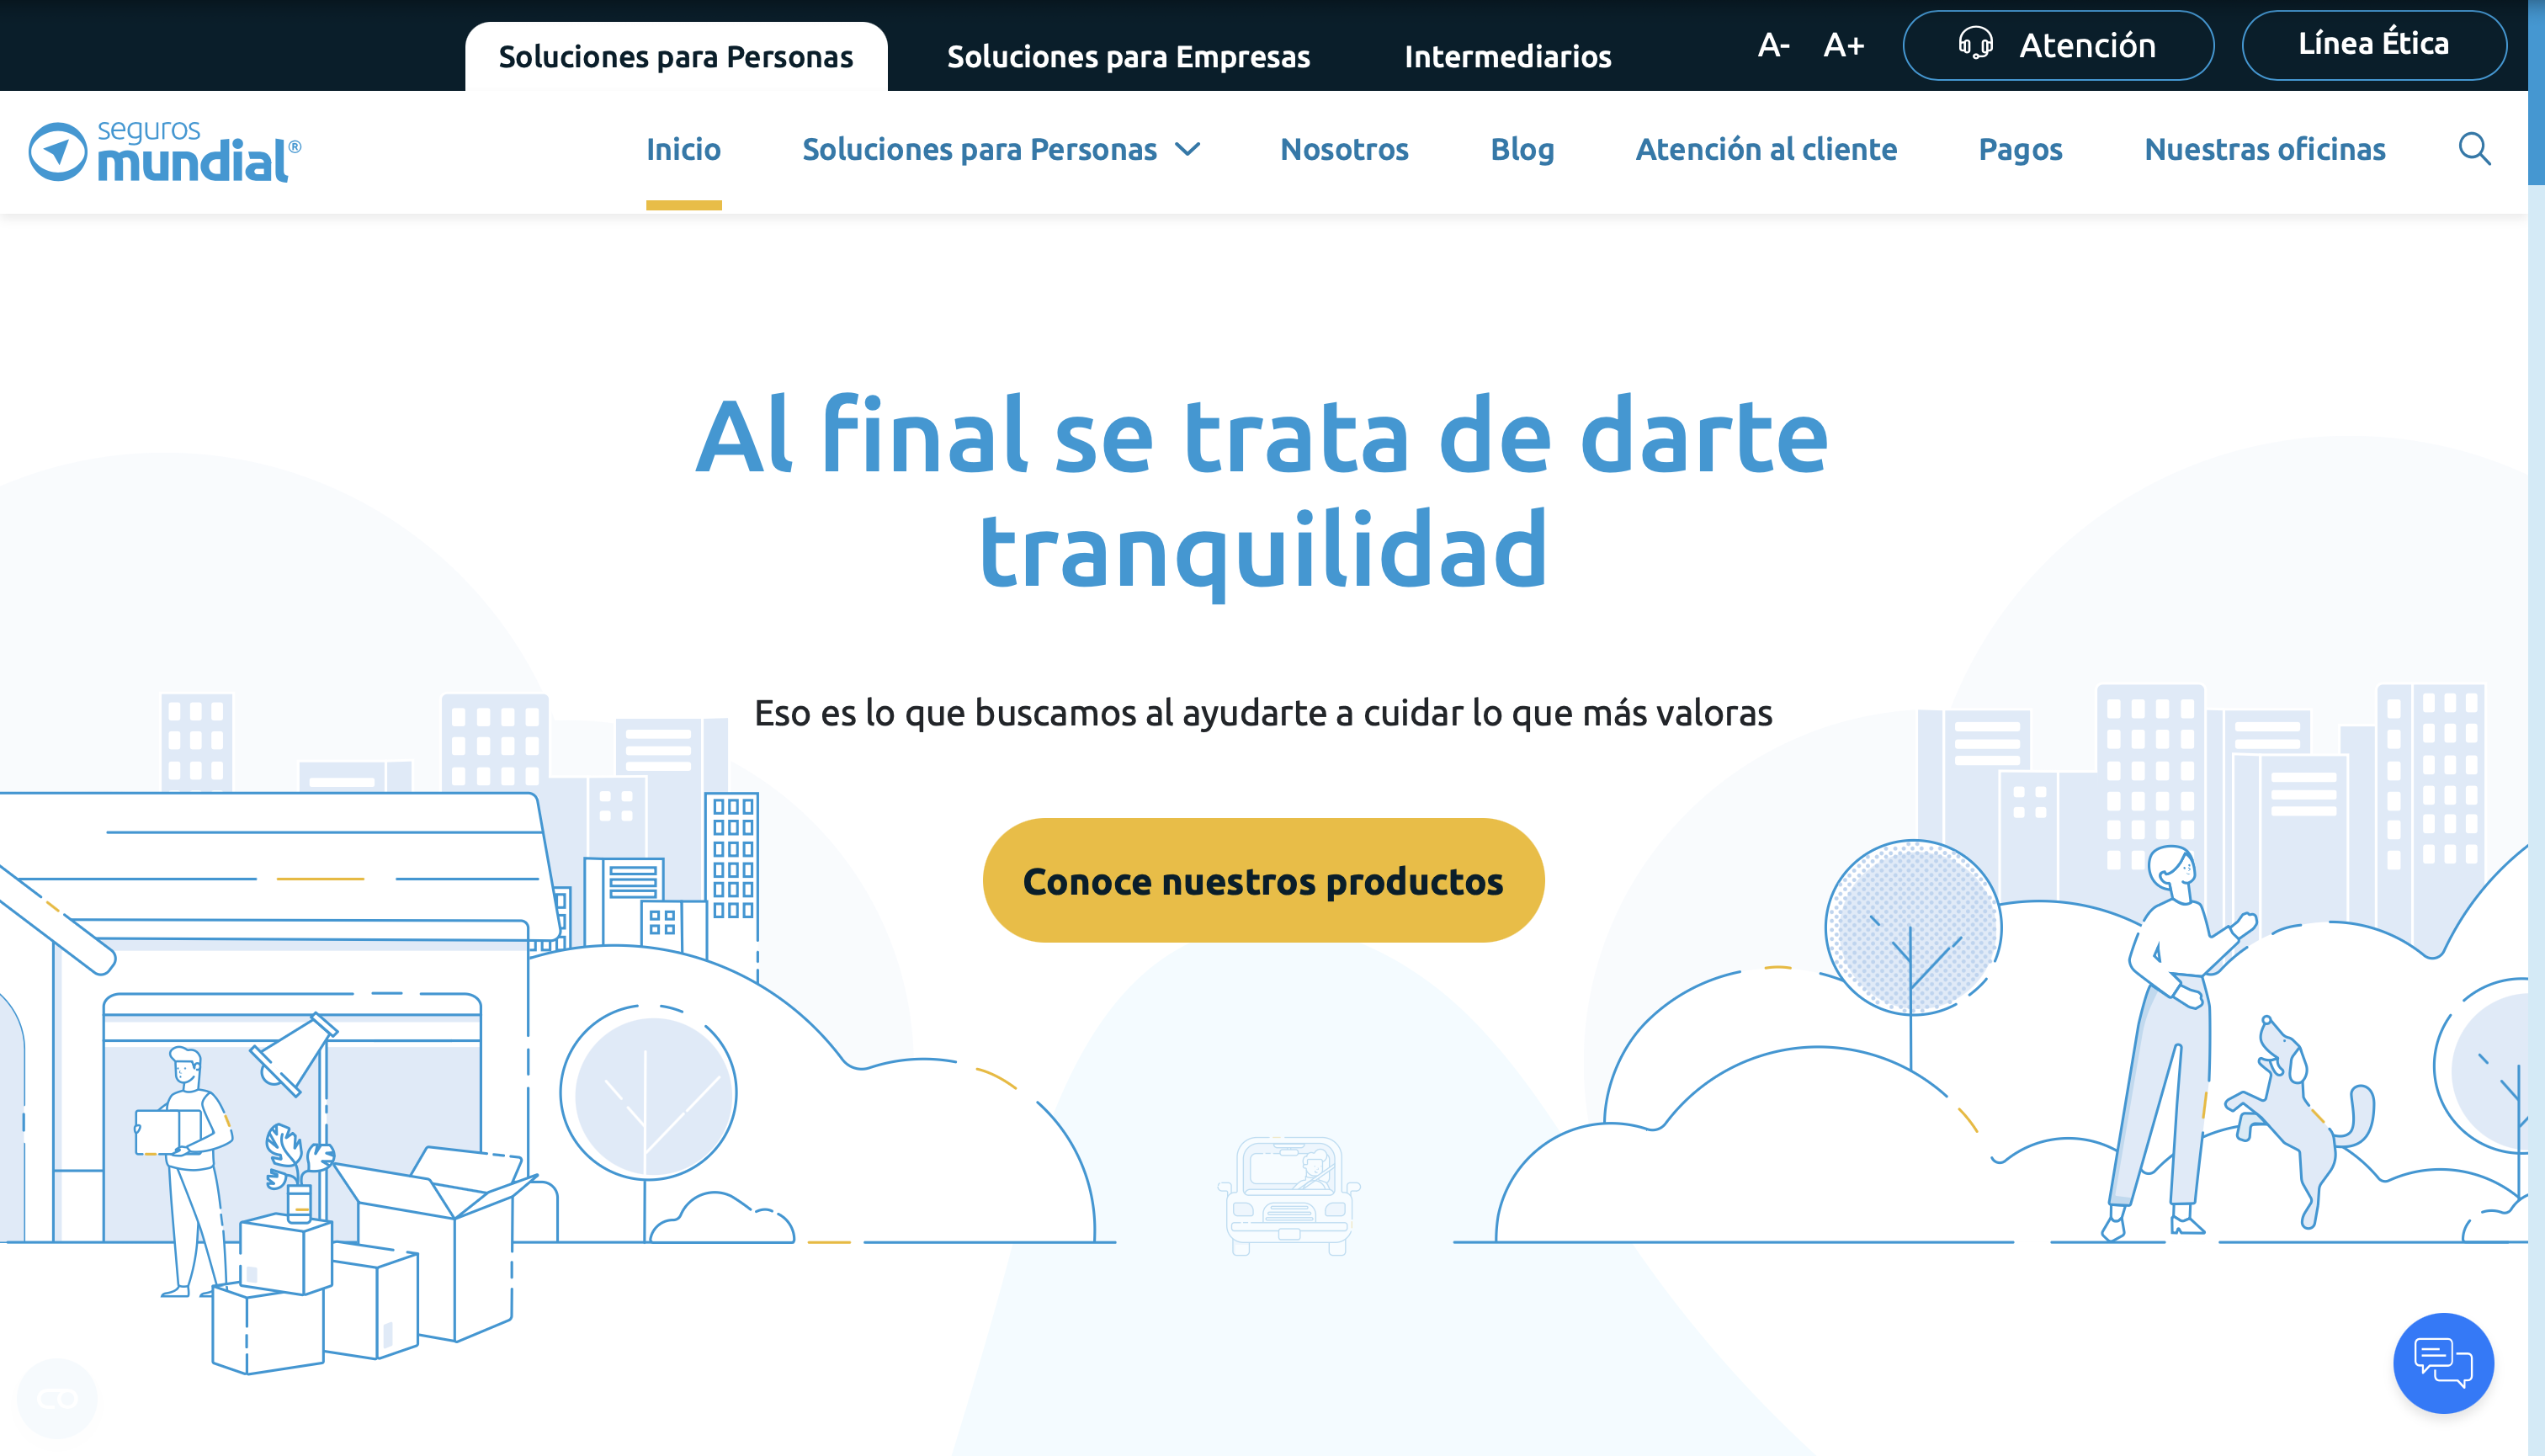 Soluciones para Personas
Soluciones para Empresas
Intermediarios
A-
A+
Atención
Línea Ética
seguros
mundial®
Inicio
Soluciones para Personas
Nosotros
Blog
Atención al cliente
Pagos
Nuestras oficinas
Al final se trata de darte
tranquilidad
Eso es lo que buscamos al ayudarte a cuidar lo que más valoras
Conoce nuestros productos